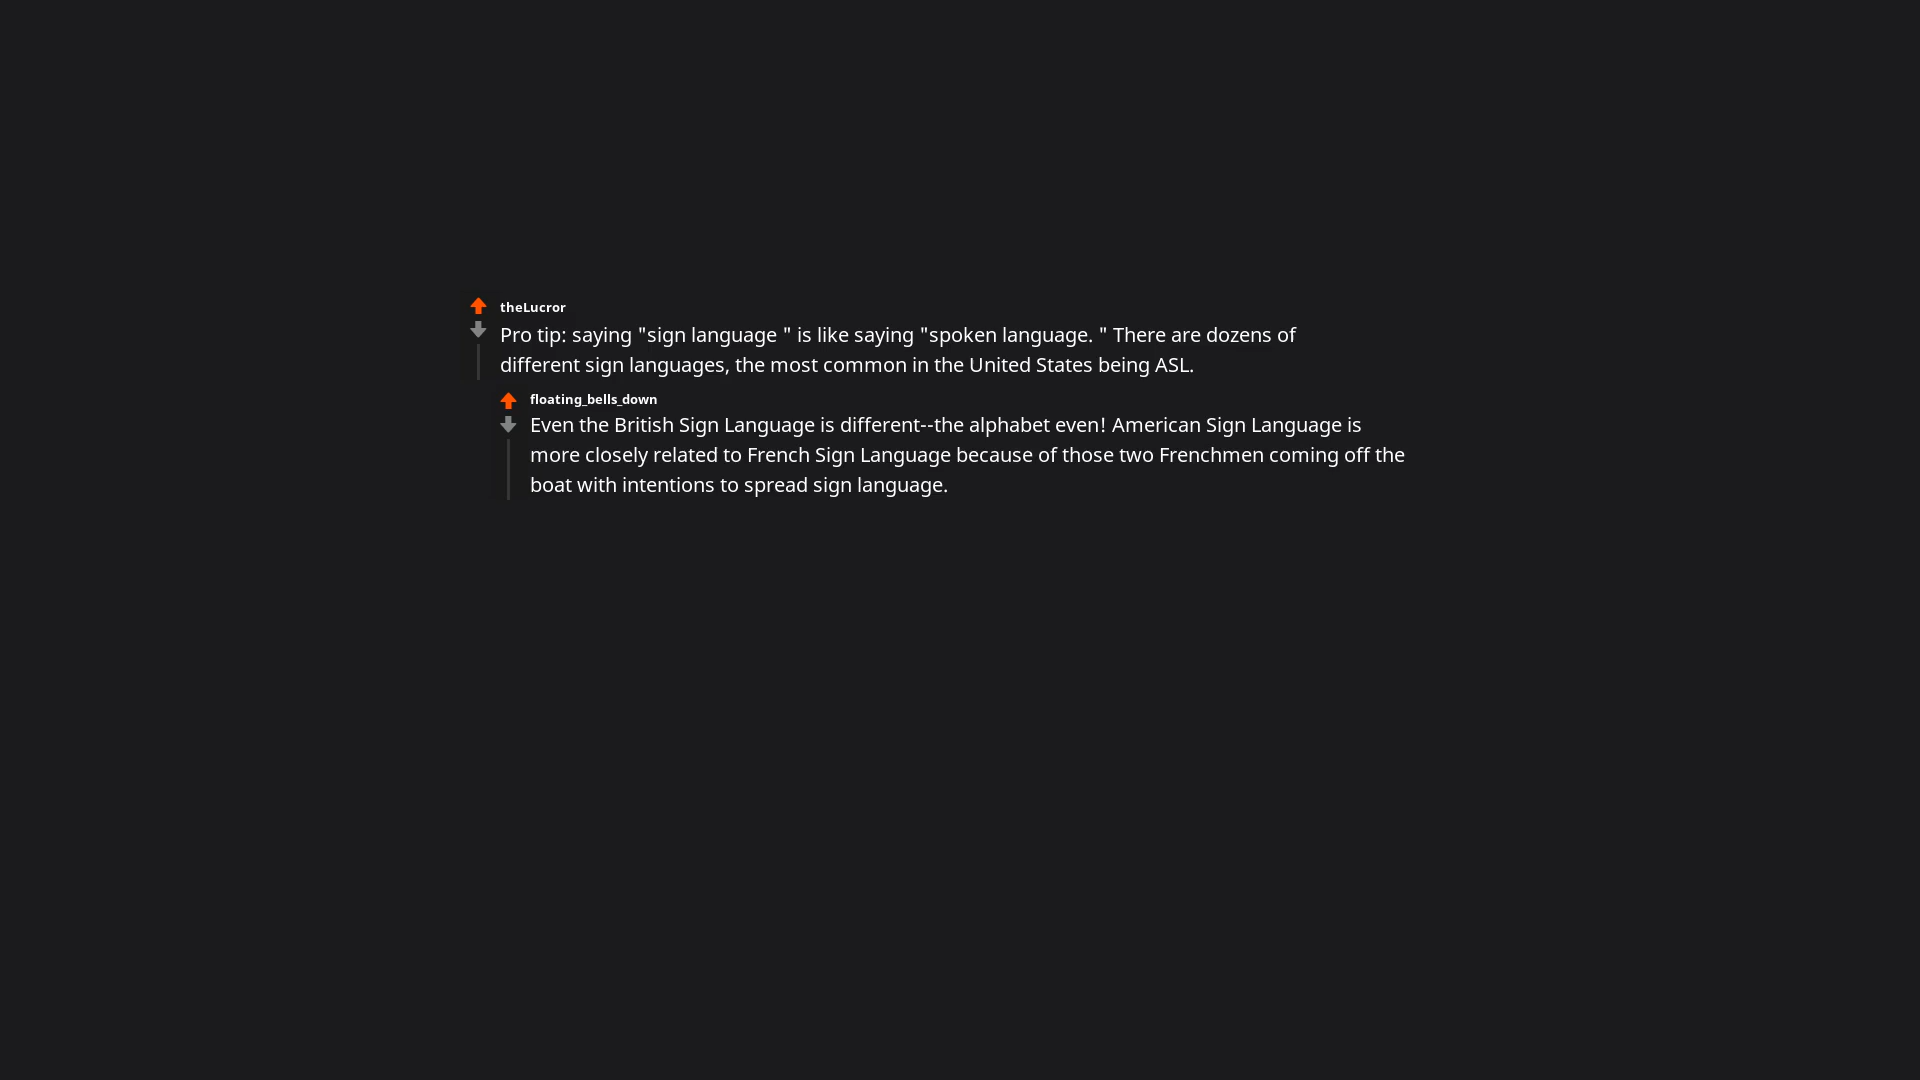 theLucror
Pro tip: saying "sign language " is like saying "spoken language. " There are dozens of
different sign languages, the most common in the United States being ASL.
floating_bells_down
Even the British Sign Language is different--the alphabet even! American Sign Language is
more closely related to French Sign Language because of those two Frenchmen coming off the
boat with intentions to spread sign language.